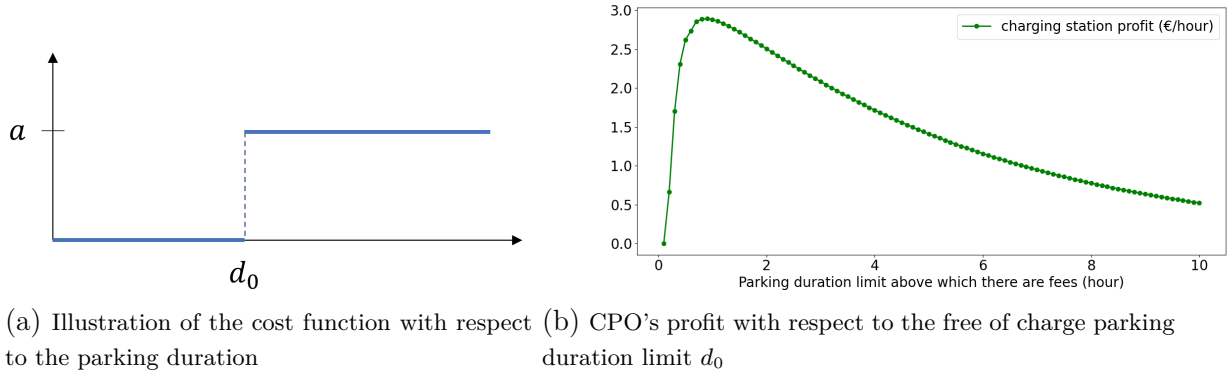 a
d₀
3.0
2.5
2.0
1.5
1.0
0.5
0.0
charging station profit (€/hour)
0 2 4 6 8 10
Parking duration limit above which there are fees (hour)
(a) Illustration of the cost function with respect
to the parking duration
(b) CPO's profit with respect to the free of charge parking
duration limit d₀